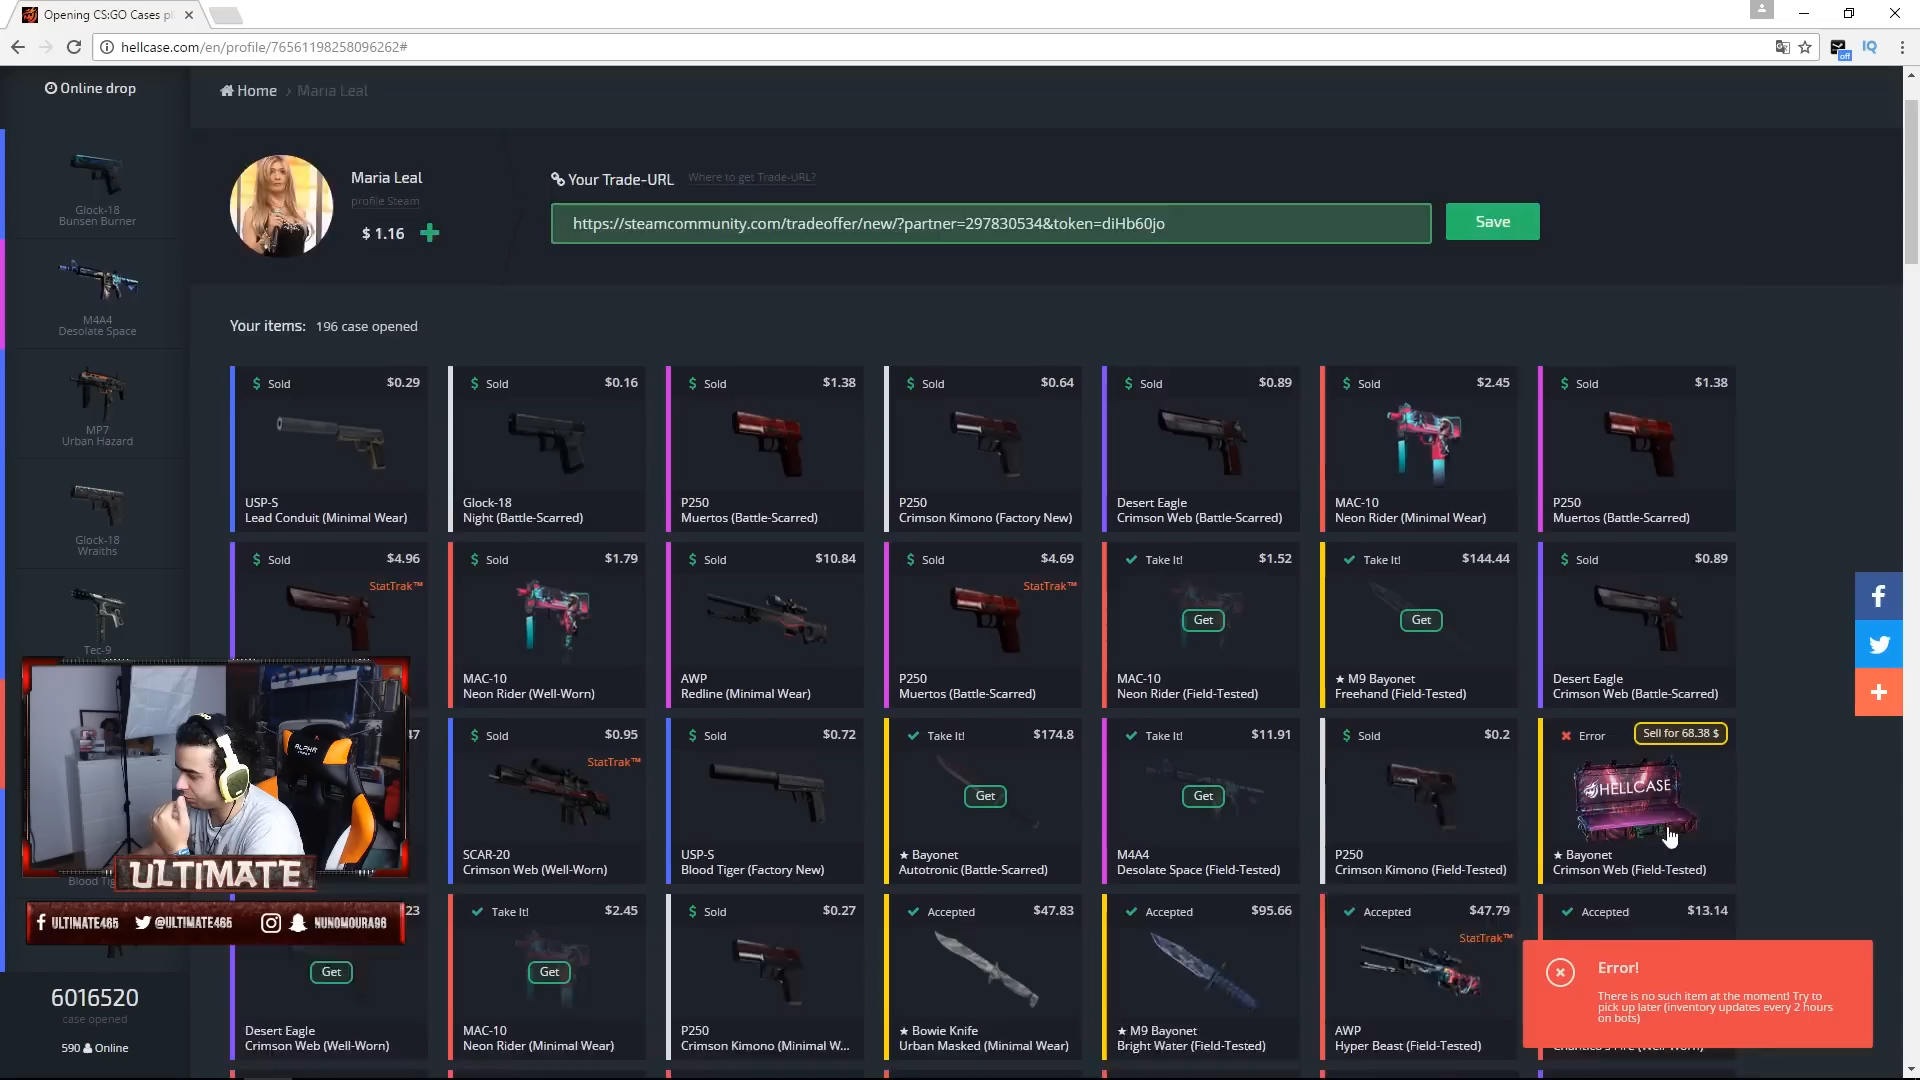 Opening CS:GO Cases pl
hellcase.com/en/profile/76561198258096262#
off
IQ
Online drop
Home › Maria Leal
Glock-18
Bunsen Burner
M4A4
Desolate Space
MP7
Urban Hazard
Glock-18
Wraiths
Tec-9
Maria Leal
profile Steam
$ 1.16
Your Trade-URL Where to get Trade-URL?
https://steamcommunity.com/tradeoffer/new/?partner=297830534&token=diHb60jo
Save
Your items: 196 case opened
$ Sold $0.29
USP-S
Lead Conduit (Minimal Wear)
$ Sold $0.16
Glock-18
Night (Battle-Scarred)
$ Sold $1.38
P250
Muertos (Battle-Scarred)
$ Sold $0.64
P250
Crimson Kimono (Factory New)
$ Sold $0.89
Desert Eagle
Crimson Web (Battle-Scarred)
$ Sold $2.45
MAC-10
Neon Rider (Minimal Wear)
$ Sold $1.38
P250
Muertos (Battle-Scarred)
$ Sold $4.96
StatTrak™
$ Sold $1.79
MAC-10
Neon Rider (Well-Worn)
$ Sold $10.84
AWP
Redline (Minimal Wear)
$ Sold $4.69
StatTrak™
P250
Muertos (Battle-Scarred)
Take It! $1.52
Get
MAC-10
Neon Rider (Field-Tested)
Take It! $144.44
Get
★ M9 Bayonet
Freehand (Field-Tested)
$ Sold $0.89
Desert Eagle
Crimson Web (Battle-Scarred)
47
$ Sold $0.95
StatTrak™
SCAR-20
Crimson Web (Well-Worn)
$ Sold $0.72
USP-S
Blood Tiger (Factory New)
Take It! $174.8
Get
★ Bayonet
Autotronic (Battle-Scarred)
Take It! $11.91
Get
M4A4
Desolate Space (Field-Tested)
$ Sold $0.2
P250
Crimson Kimono (Field-Tested)
Error Sell for 68.38 $
HELLCASE
★ Bayonet
Crimson Web (Field-Tested)
23
Get
Desert Eagle
Crimson Web (Well-Worn)
Take It! $2.45
Get
MAC-10
Neon Rider (Minimal Wear)
$ Sold $0.27
P250
Crimson Kimono (Minimal W...
Accepted $47.83
★ Bowie Knife
Urban Masked (Minimal Wear)
Accepted $95.66
★ M9 Bayonet
Bright Water (Field-Tested)
Accepted $47.79
StatTrak™
AWP
Hyper Beast (Field-Tested)
Accepted $13.14
Error!
There is no such item at the moment! Try to
pick up later (inventory updates every 2 hours
on bots)
ALPHA
ULTIMATE
Blood Tig
ULTIMATE465 @ULTIMATE465 NUNOMOURA96
6016520
case opened
590 Online